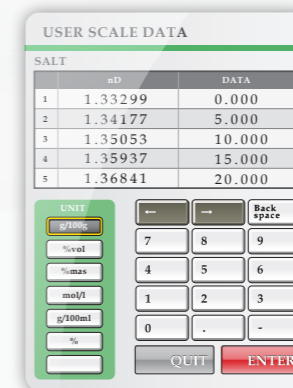 USER SCALE DATA
SALT
nD DATA
1 1.33299 0.000
2 1.34177 5.000
3 1.35053 10.000
4 1.35937 15.000
5 1.36841 20.000
UNIT
g/100g
%vol
%mas
mol/l
g/100ml
%
← → Back space
7 8 9
4 5 6
1 2 3
0 . -
QUIT ENTER